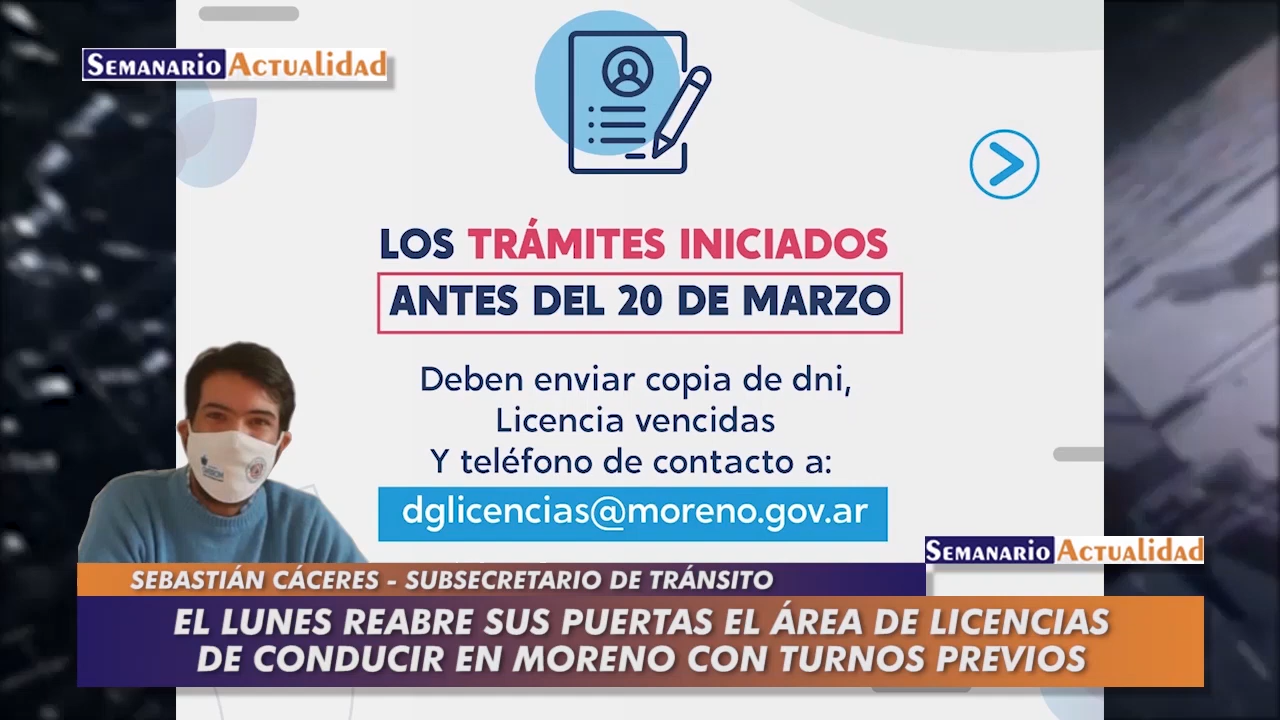 SEMANARIO ACTUALIDAD
LOS TRÁMITES INICIADOS
ANTES DEL 20 DE MARZO
Deben enviar copia de dni,
Licencia vencidas
Y teléfono de contacto a:
dglicencias@moreno.gov.ar
SEMANARIO ACTUALIDAD
SEBASTIÁN CÁCERES - SUBSECRETARIO DE TRÁNSITO
EL LUNES REABRE SUS PUERTAS EL ÁREA DE LICENCIAS
DE CONDUCIR EN MORENO CON TURNOS PREVIOS